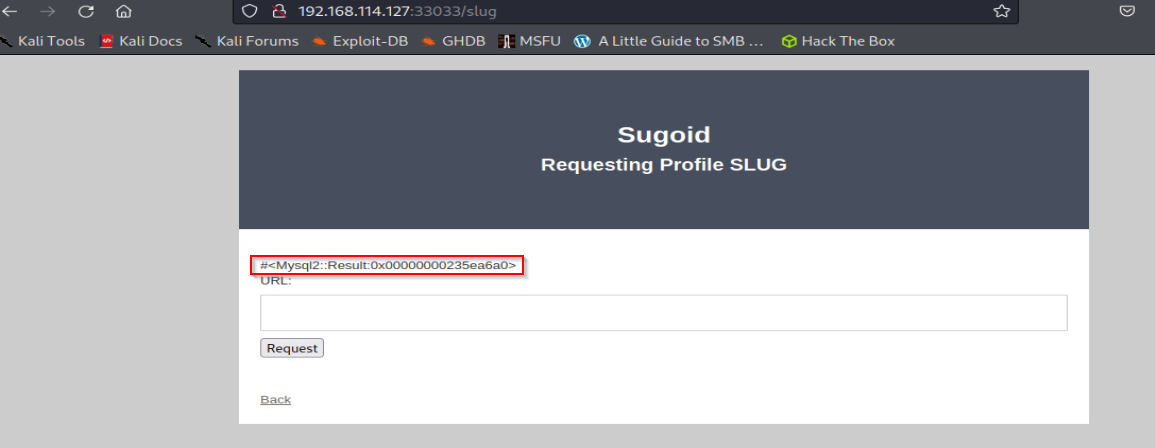 192.168.114.127:33033/slug
Kali Tools Kali Docs Kali Forums Exploit-DB GHDB MSFU A Little Guide to SMB ... Hack The Box
Sugoid
Requesting Profile SLUG
#<Mysql2::Result:0x00000000235ea6a0>
URL:
Request
Back